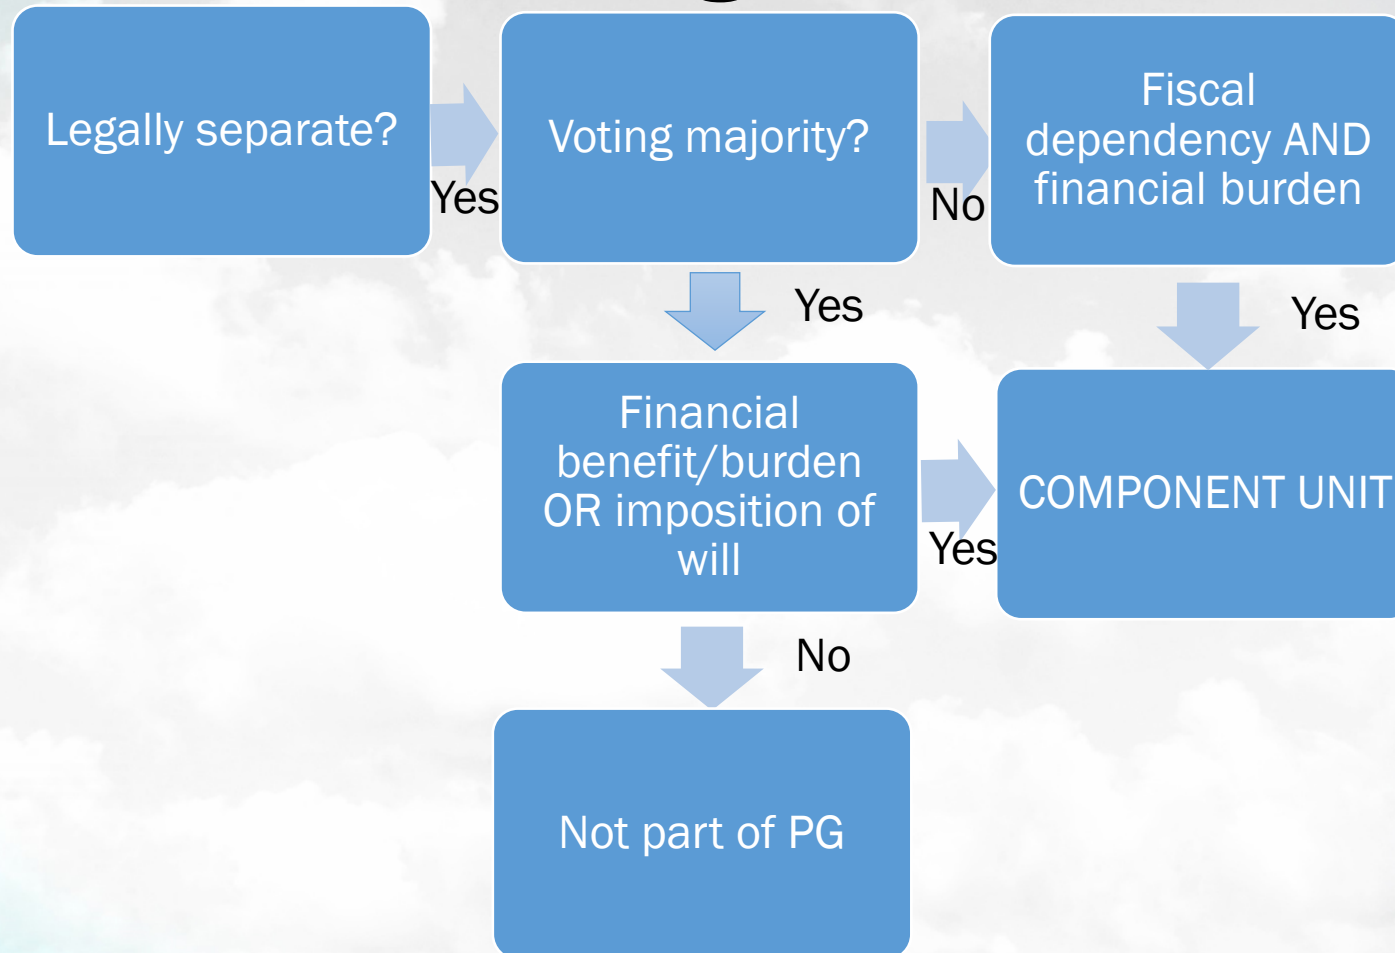 Legally separate?
Yes
Voting majority?
No
Fiscal
dependency AND
financial burden
Yes
Yes
Financial
benefit/burden
OR imposition of
will
Yes
COMPONENT UNIT
No
Not part of PG